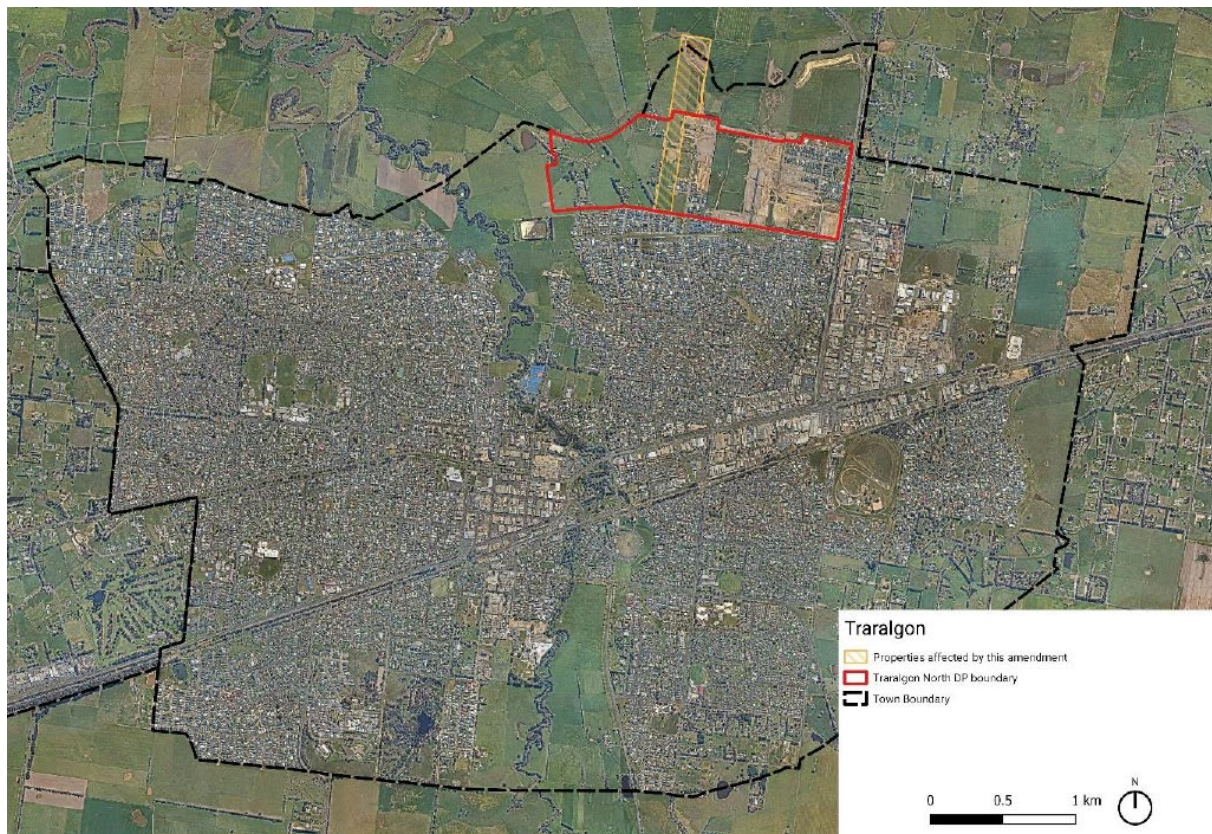 Traralgon
Properties affected by this amendment
Traralgon North DP boundary
Town Boundary
0 0.5 1 km
N